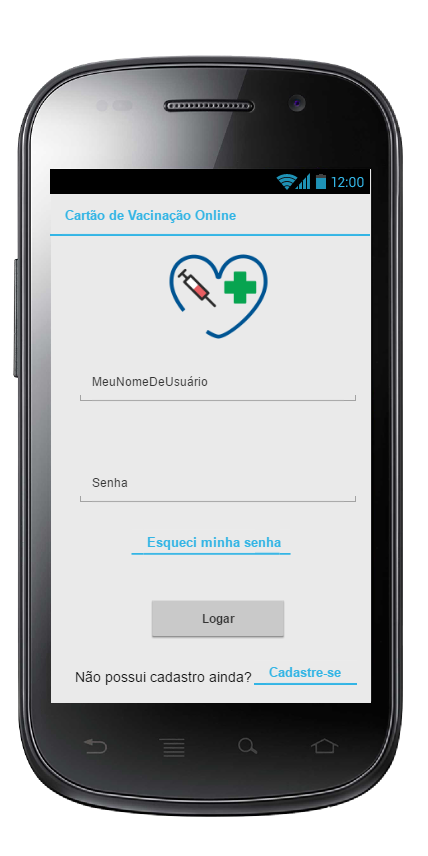 12:00
Cartão de Vacinação Online
MeuNomeDeUsuário
Senha
Esqueci minha senha
Logar
Não possui cadastro ainda? Cadastre-se